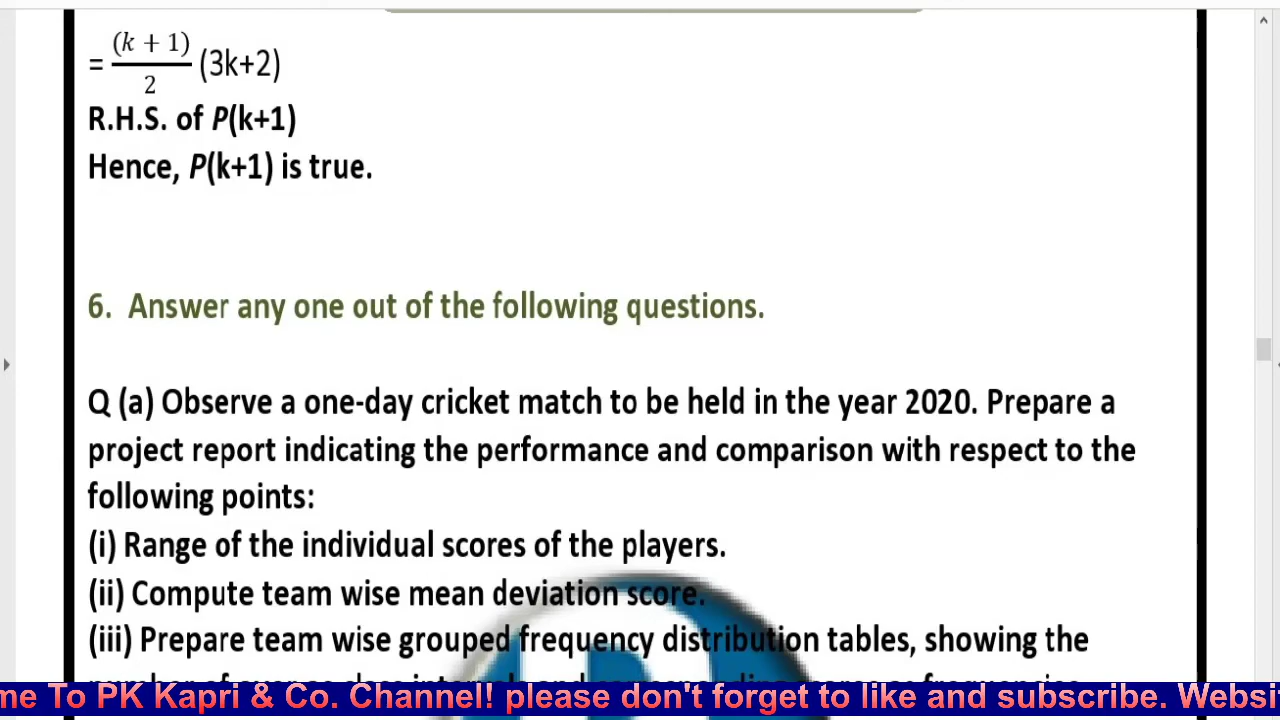 = (k + 1)/2 (3k+2)
R.H.S. of P(k+1)
Hence, P(k+1) is true.
6. Answer any one out of the following questions.
Q (a) Observe a one-day cricket match to be held in the year 2020. Prepare a
project report indicating the performance and comparison with respect to the
following points:
(i) Range of the individual scores of the players.
(ii) Compute team wise mean deviation score.
(iii) Prepare team wise grouped frequency distribution tables, showing the
me To PK Kapri & Co. Channel! please don't forget to like and subscribe. Websi